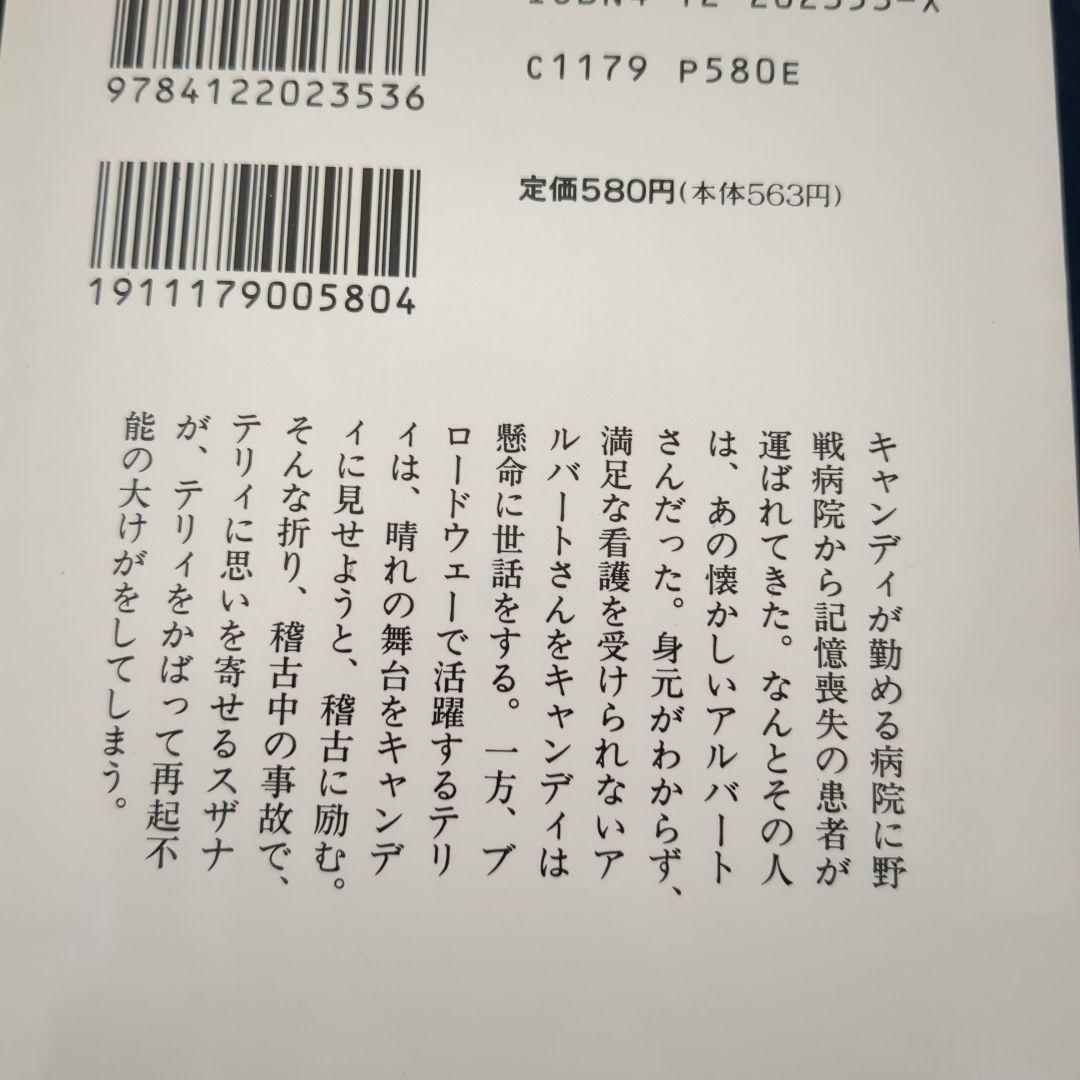 9784122023536
C1179 P580E
定価580円(本体563円)
1911179005804
キャンディが勤める病院に野
戦病院から記憶喪失の患者が
運ばれてきた。なんとその人
は、あの懐かしいアルバート
さんだった。身元がわからず、
満足な看護を受けられないア
ルバートさんをキャンディは
懸命に世話をする。一方、ブ
ロードウェーで活躍するテリ
ィは、晴れの舞台をキャンデ
ィに見せようと、稽古に励む。
そんな折り、稽古中の事故で、
テリィに思いを寄せるスザナ
が、テリィをかばって再起不
能の大けがをしてしまう。